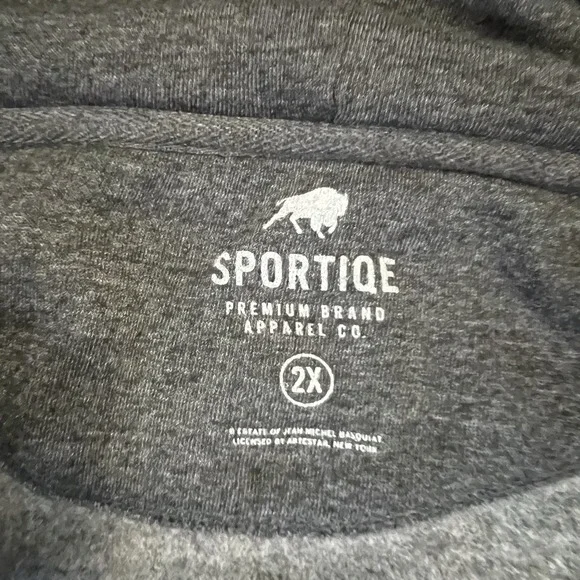 SPORTIQE
PREMIUM BRAND
APPAREL CO.
2X
© ESTATE OF JEAN-MICHEL BASQUIAT.
LICENSED BY ARTESTAR, NEW YORK